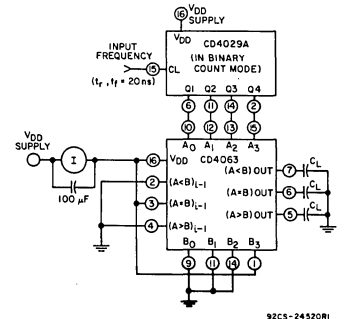 16 VDD SUPPLY
VDD
CD4029A
(IN BINARY
COUNT MODE)
INPUT
FREQUENCY
15 CL
(tr, tf = 20ns)
Q1 Q2 Q3 Q4
6 11 14 2
10 12 13 15
A0 A1 A2 A3
VDD
SUPPLY
I
100 µF
16 VDD
CD4063
2 (A<B)L-1
3 (A=B)L-1
4 (A>B)L-1
(A<B) OUT 7 CL
(A=B) OUT 6 CL
(A>B) OUT 5 CL
B0 B1 B2 B3
9 11 14 1
92CS-24520R1